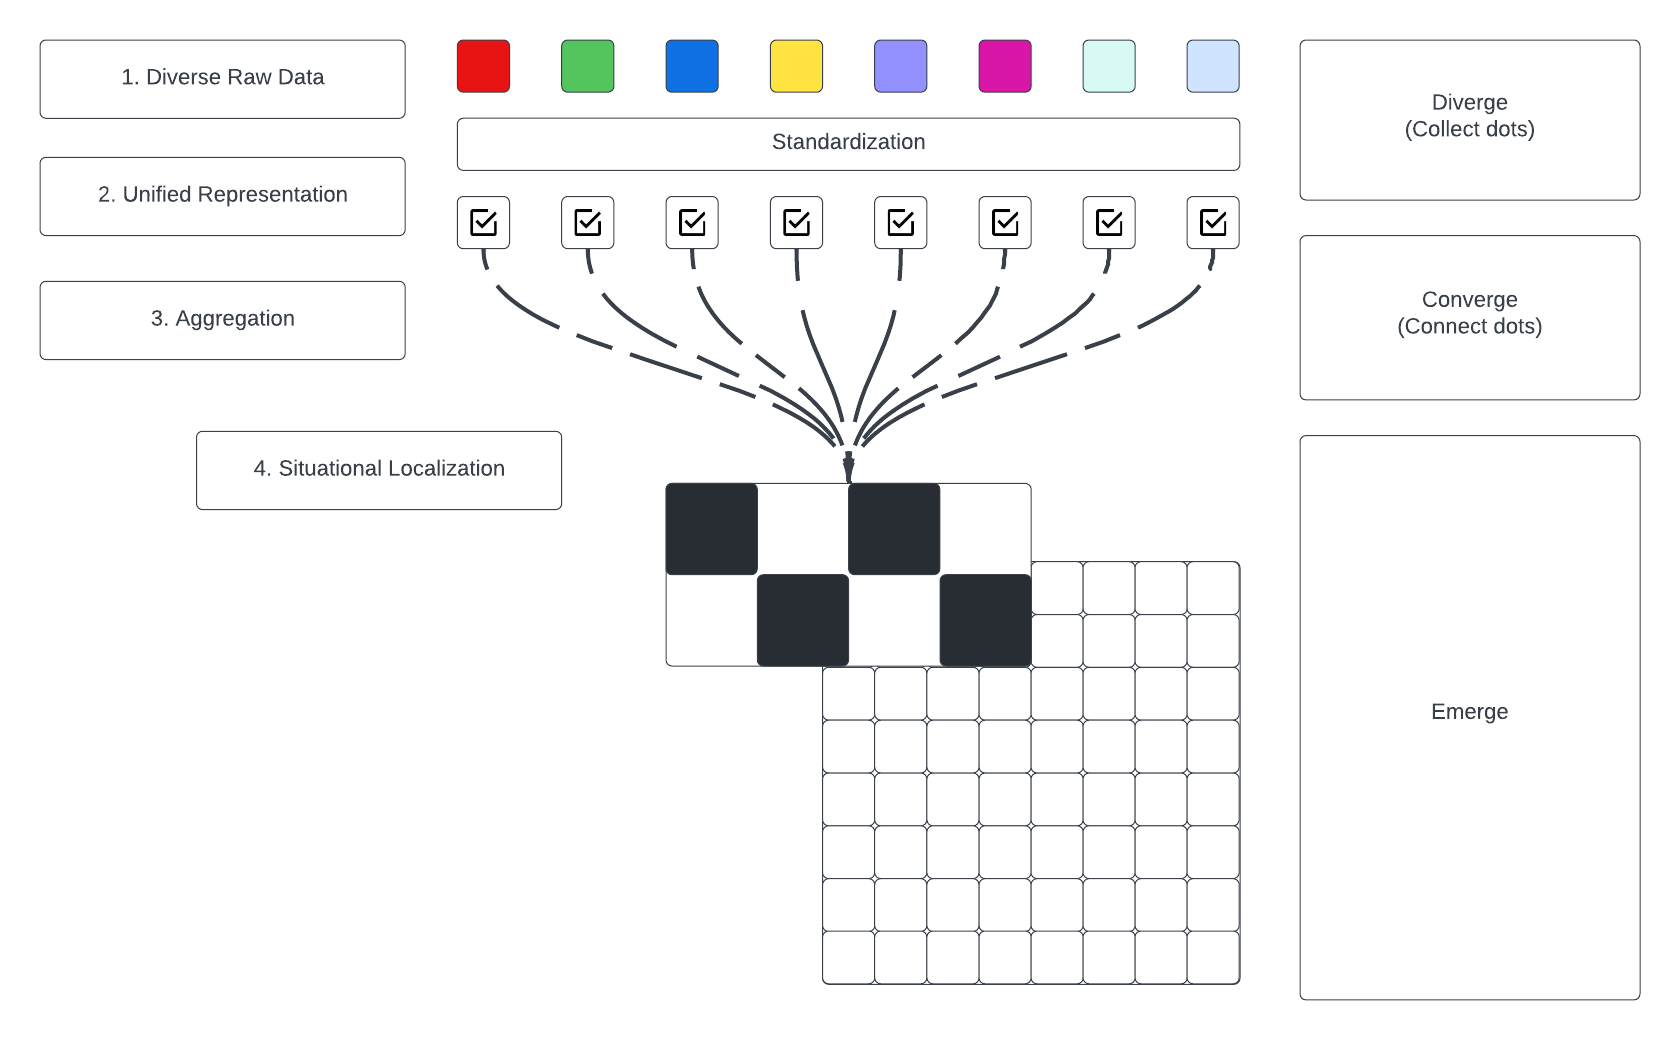 1. Diverse Raw Data
Standardization
2. Unified Representation
3. Aggregation
4. Situational Localization
Diverge
(Collect dots)
Converge
(Connect dots)
Emerge